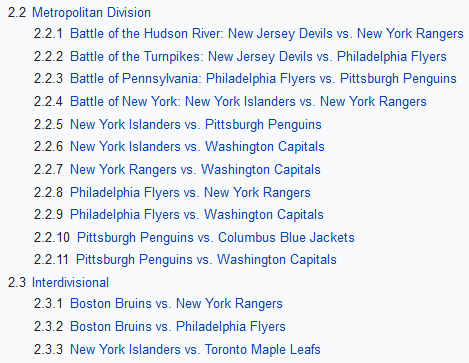 2.2 Metropolitan Division
2.2.1 Battle of the Hudson River: New Jersey Devils vs. New York Rangers
2.2.2 Battle of the Turnpikes: New Jersey Devils vs. Philadelphia Flyers
2.2.3 Battle of Pennsylvania: Philadelphia Flyers vs. Pittsburgh Penguins
2.2.4 Battle of New York: New York Islanders vs. New York Rangers
2.2.5 New York Islanders vs. Pittsburgh Penguins
2.2.6 New York Islanders vs. Washington Capitals
2.2.7 New York Rangers vs. Washington Capitals
2.2.8 Philadelphia Flyers vs. New York Rangers
2.2.9 Philadelphia Flyers vs. Washington Capitals
2.2.10 Pittsburgh Penguins vs. Columbus Blue Jackets
2.2.11 Pittsburgh Penguins vs. Washington Capitals
2.3 Interdivisional
2.3.1 Boston Bruins vs. New York Rangers
2.3.2 Boston Bruins vs. Philadelphia Flyers
2.3.3 New York Islanders vs. Toronto Maple Leafs